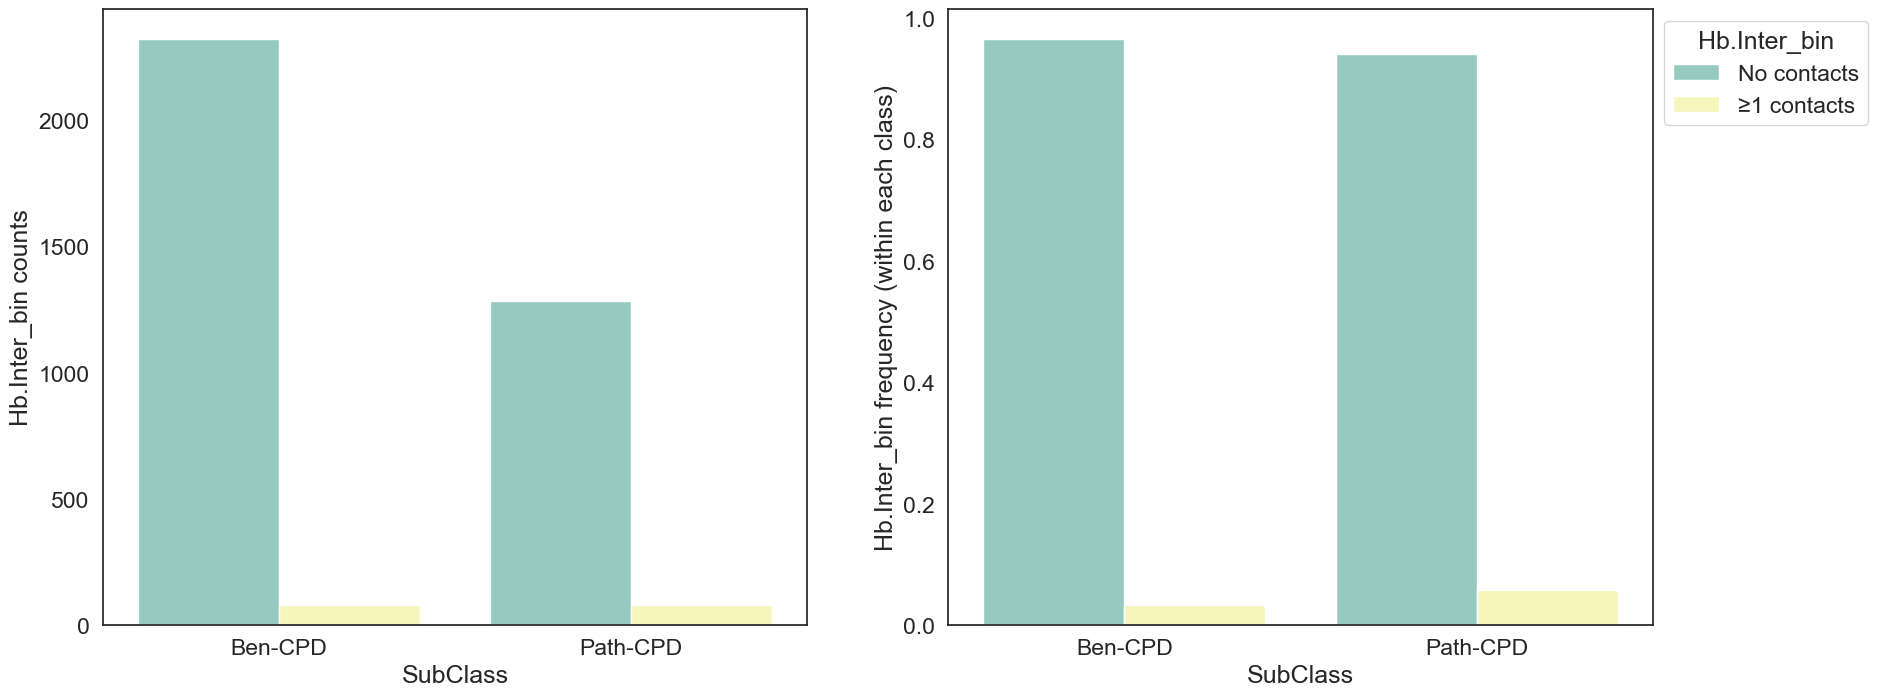 Hb.Inter_bin counts
2000
1500
1000
500
0
Ben-CPD
Path-CPD
SubClass
Hb.Inter_bin frequency (within each class)
1.0
0.8
0.6
0.4
0.2
0.0
Ben-CPD
Path-CPD
SubClass
Hb.Inter_bin
No contacts
≥1 contacts